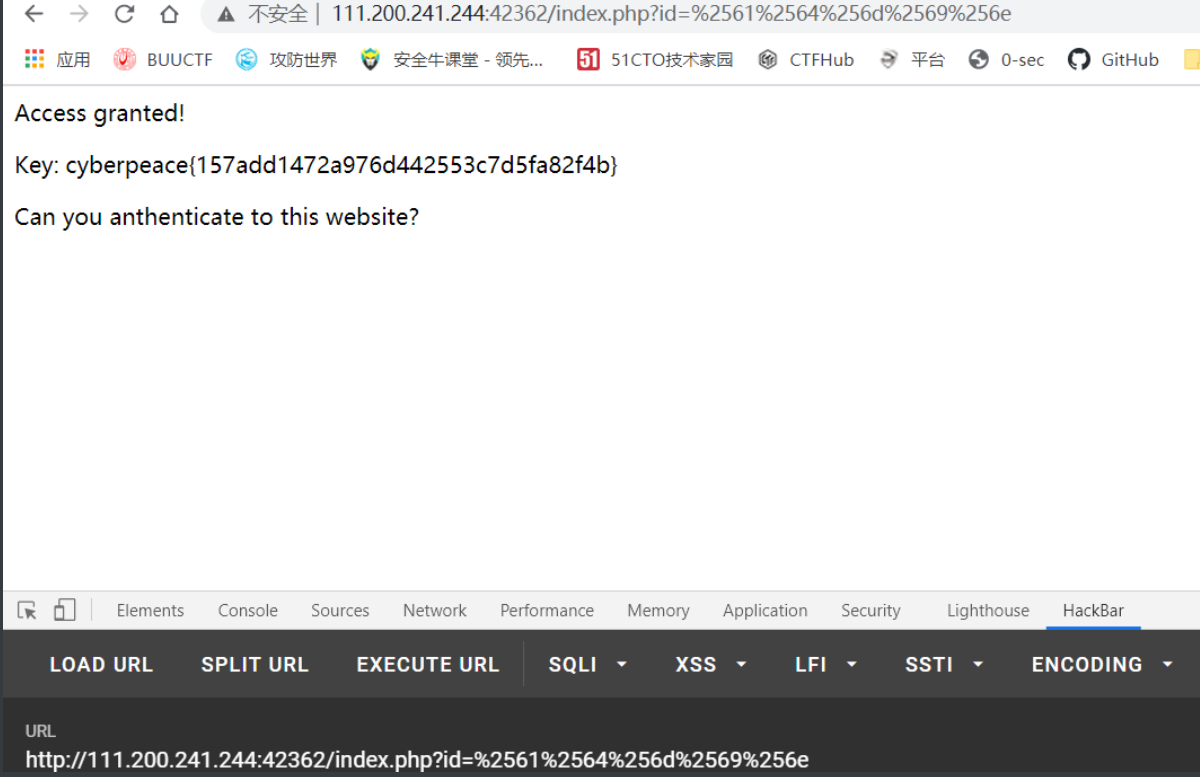 不安全 | 111.200.241.244:42362/index.php?id=%2561%2564%256d%2569%256e
应用 BUUCTF 攻防世界 安全牛课堂 - 领先... 51 51CTO技术家园 CTFHub 平台 0-sec GitHub
Access granted!
Key: cyberpeace{157add1472a976d442553c7d5fa82f4b}
Can you anthenticate to this website?
Elements Console Sources Network Performance Memory Application Security Lighthouse HackBar
LOAD URL SPLIT URL EXECUTE URL SQLI XSS LFI SSTI ENCODING
URL
http://111.200.241.244:42362/index.php?id=%2561%2564%256d%2569%256e